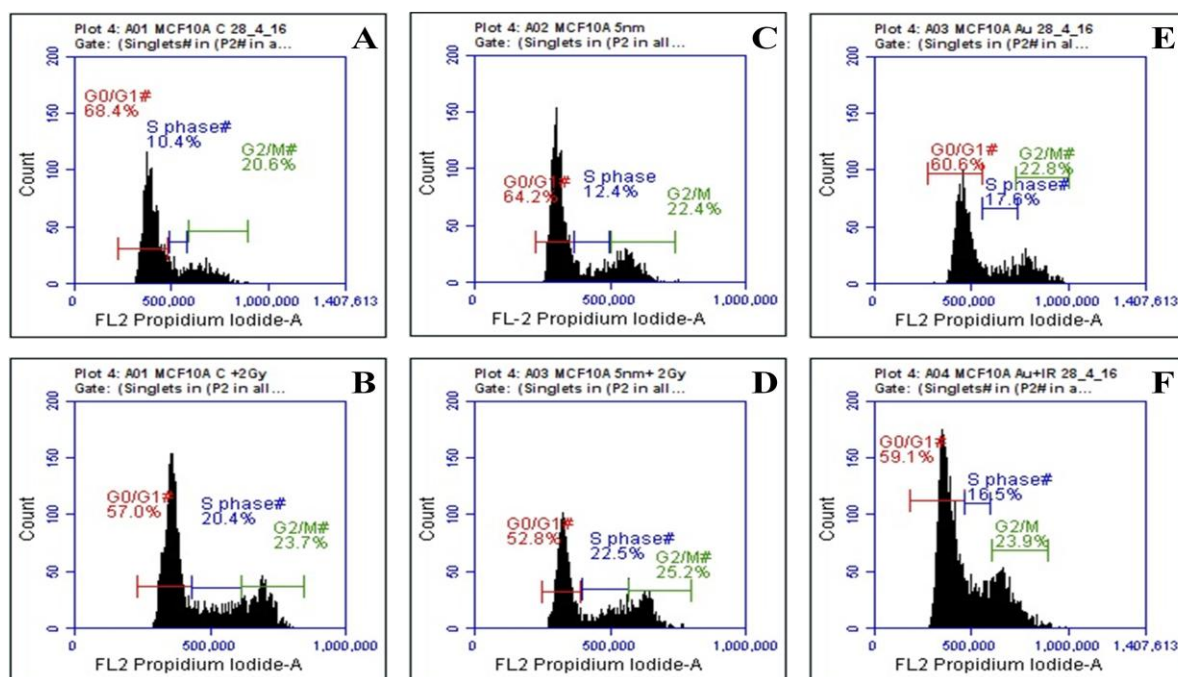 Plot 4: A01 MCF10A C 28_4_16
Gate: (Singlets# in (P2# in a...
A
200
150
100
50
0
Count
G0/G1#
68.4%
S phase#
10.4%
G2/M#
20.6%
0 500,000 1,000,000 1,407,613
FL2 Propidium Iodide-A
Plot 4: A02 MCF10A 5nm
Gate: (Singlets in (P2 in all...
C
200
150
100
50
0
Count
G0/G1#
64.2%
S phase
12.4%
G2/M
22.4%
0 500,000 1,000,000
FL-2 Propidium Iodide-A
Plot 4: A03 MCF10A Au 28_4_16
Gate: (Singlets in (P2# in al...
E
200
150
100
50
0
Count
G0/G1#
60.6%
S phase#
17.6%
G2/M#
22.8%
0 500,000 1,000,000 1,407,613
FL2 Propidium Iodide-A
Plot 4: A01 MCF10A C +2Gy
Gate: (Singlets in (P2 in all...
B
200
150
100
50
0
Count
G0/G1#
57.0%
S phase#
20.4%
G2/M#
23.7%
0 500,000 1,000,000
FL2 Propidium Iodide-A
Plot 4: A03 MCF10A 5nm+ 2Gy
Gate: (Singlets in (P2 in all...
D
200
150
100
50
0
Count
G0/G1#
52.8%
S phase#
22.5%
G2/M#
25.2%
0 500,000 1,000,000
FL2 Propidium Iodide-A
Plot 4: A04 MCF10A Au+IR 28_4_16
Gate: (Singlets# in (P2# in a...
F
200
150
100
50
0
Count
G0/G1#
59.1%
S phase#
16.5%
G2/M
23.9%
0 500,000 1,000,000 1,407,613
FL2 Propidium Iodide-A